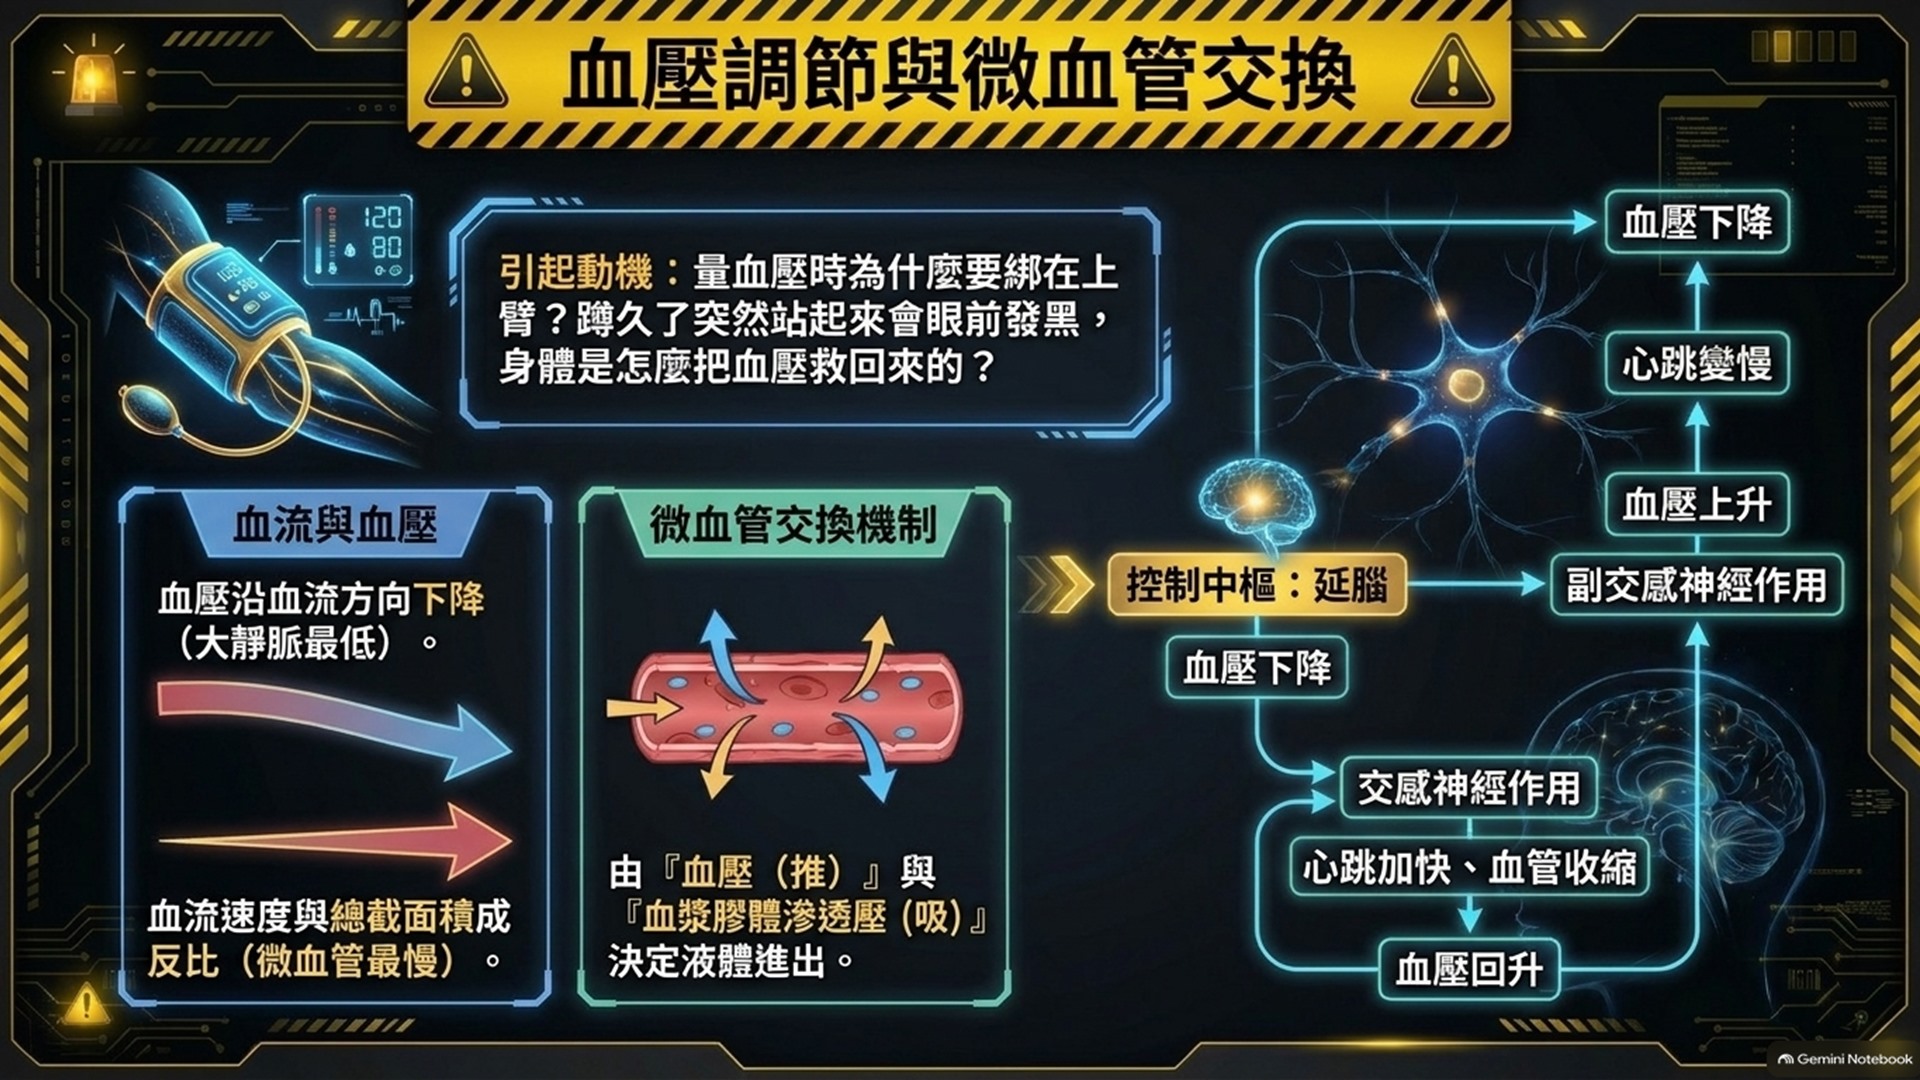 血壓調節與微血管交換
120
80
引起動機：量血壓時為什麼要綁在上
臂？蹲久了突然站起來會眼前發黑，
身體是怎麼把血壓救回來的？
血流與血壓
血壓沿血流方向下降
（大靜脈最低）。
血流速度與總截面積成
反比（微血管最慢）。
微血管交換機制
由『血壓（推）』與
『血漿膠體滲透壓 (吸)』
決定液體進出。
血壓下降
心跳變慢
血壓上升
控制中樞：延腦
副交感神經作用
血壓下降
交感神經作用
心跳加快、血管收縮
血壓回升
Gemini Notebook